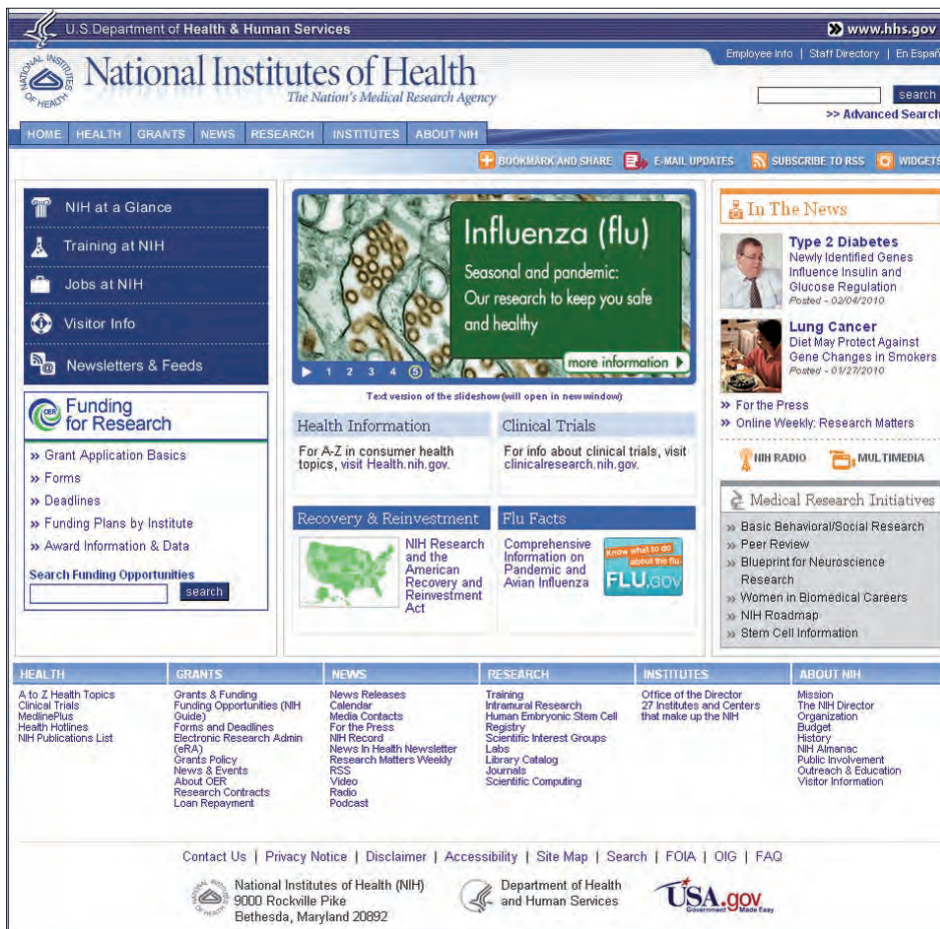 U.S. Department of Health & Human Services
www.hhs.gov
Employee Info | Staff Directory | En Españ
NATIONAL INSTITUTES OF HEALTH
National Institutes of Health
The Nation's Medical Research Agency
search
>> Advanced Search
HOME HEALTH GRANTS NEWS RESEARCH INSTITUTES ABOUT NIH
BOOKMARK AND SHARE E-MAIL UPDATES SUBSCRIBE TO RSS WIDGETS
NIH at a Glance
Training at NIH
Jobs at NIH
Visitor Info
Newsletters & Feeds
OER
Funding
for Research
» Grant Application Basics
» Forms
» Deadlines
» Funding Plans by Institute
» Award Information & Data
Search Funding Opportunities
search
Influenza (flu)
Seasonal and pandemic:
Our research to keep you safe
and healthy
more information
1 2 3 4 5
Text version of the slideshow (will open in new window)
Health Information
For A-Z in consumer health
topics, visit Health.nih.gov.
Clinical Trials
For info about clinical trials, visit
clinicalresearch.nih.gov.
Recovery & Reinvestment
NIH Research
and the
American
Recovery and
Reinvestment
Act
Flu Facts
Comprehensive
Information on
Pandemic and
Avian Influenza
Know what to do
about the flu.
FLU.GOV
In The News
Type 2 Diabetes
Newly Identified Genes
Influence Insulin and
Glucose Regulation
Posted - 02/04/2010
Lung Cancer
Diet May Protect Against
Gene Changes in Smokers
Posted - 01/27/2010
» For the Press
» Online Weekly: Research Matters
NIH RADIO MULTIMEDIA
Medical Research Initiatives
» Basic Behavioral/Social Research
» Peer Review
» Blueprint for Neuroscience
Research
» Women in Biomedical Careers
» NIH Roadmap
» Stem Cell Information
HEALTH
A to Z Health Topics
Clinical Trials
MedlinePlus
Health Hotlines
NIH Publications List
GRANTS
Grants & Funding
Funding Opportunities (NIH
Guide)
Forms and Deadlines
Electronic Research Admin
(eRA)
Grants Policy
News & Events
About OER
Research Contracts
Loan Repayment
NEWS
News Releases
Calendar
Media Contacts
For the Press
NIH Record
News In Health Newsletter
Research Matters Weekly
RSS
Video
Radio
Podcast
RESEARCH
Training
Intramural Research
Human Embryonic Stem Cell
Registry
Scientific Interest Groups
Labs
Library Catalog
Journals
Scientific Computing
INSTITUTES
Office of the Director
27 Institutes and Centers
that make up the NIH
ABOUT NIH
Mission
The NIH Director
Organization
Budget
History
NIH Almanac
Public Involvement
Outreach & Education
Visitor Information
Contact Us | Privacy Notice | Disclaimer | Accessibility | Site Map | Search | FOIA | OIG | FAQ
National Institutes of Health (NIH)
9000 Rockville Pike
Bethesda, Maryland 20892
Department of Health
and Human Services
USA.gov
Government Made Easy